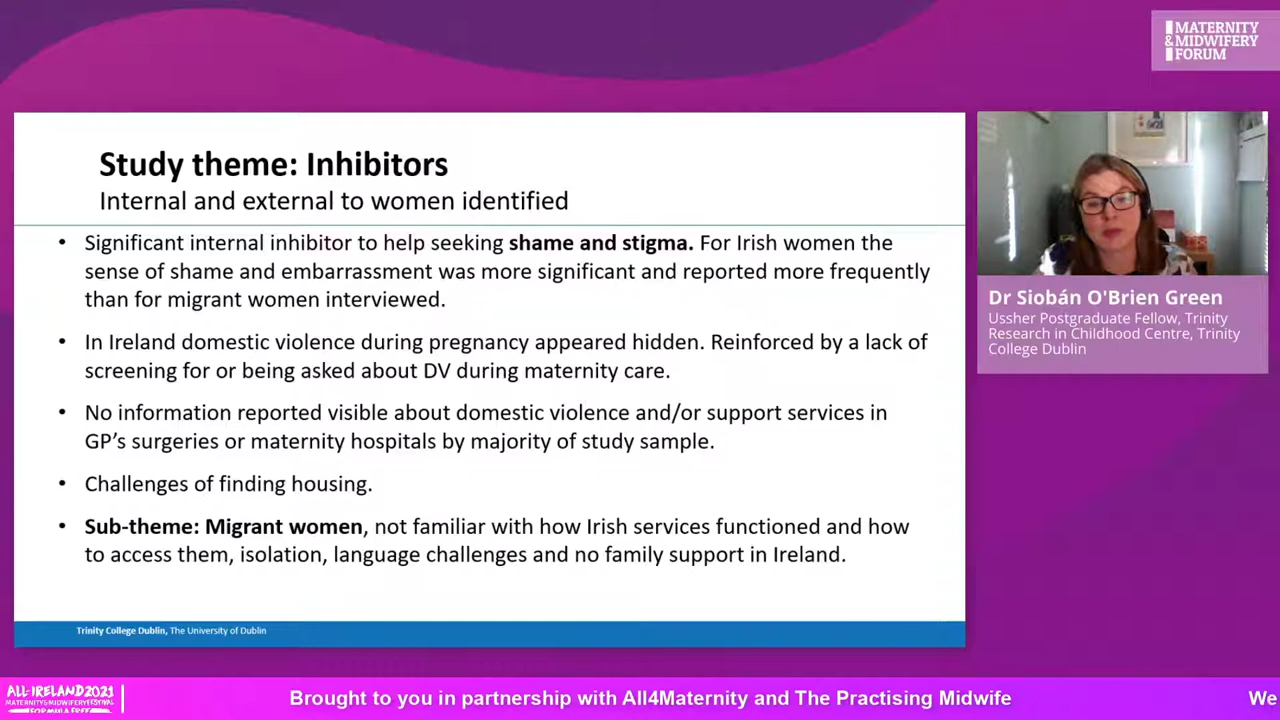 MATERNITY
& MIDWIFERY
FORUM
Study theme: Inhibitors
Internal and external to women identified
• Significant internal inhibitor to help seeking shame and stigma. For Irish women the
sense of shame and embarrassment was more significant and reported more frequently
than for migrant women interviewed.
• In Ireland domestic violence during pregnancy appeared hidden. Reinforced by a lack of
screening for or being asked about DV during maternity care.
• No information reported visible about domestic violence and/or support services in
GP’s surgeries or maternity hospitals by majority of study sample.
• Challenges of finding housing.
• Sub-theme: Migrant women, not familiar with how Irish services functioned and how
to access them, isolation, language challenges and no family support in Ireland.
Trinity College Dublin, The University of Dublin
Dr Siobán O'Brien Green
Ussher Postgraduate Fellow, Trinity
Research in Childhood Centre, Trinity
College Dublin
ALL-IRELAND2021
MATERNITY&MIDWIFERYFESTIVAL
FORMULA FREE
Brought to you in partnership with All4Maternity and The Practising Midwife
We